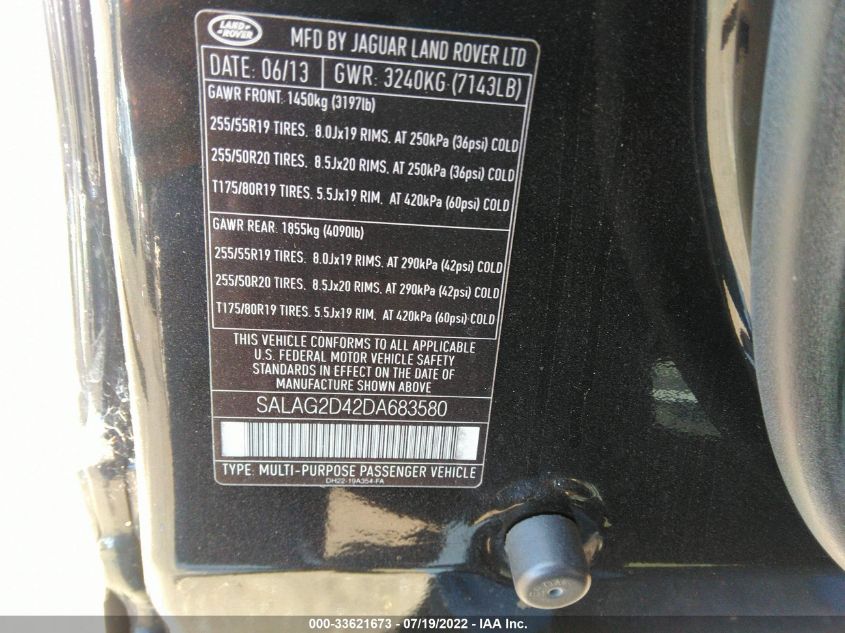 LAND ROVER
MFD BY JAGUAR LAND ROVER LTD
DATE: 06/13 GWR: 3240KG (7143LB)
GAWR FRONT: 1450kg (3197lb)
255/55R19 TIRES. 8.0Jx19 RIMS. AT 250kPa (36psi) COLD
255/50R20 TIRES. 8.5Jx20 RIMS. AT 250kPa (36psi) COLD
T175/80R19 TIRES. 5.5Jx19 RIM. AT 420kPa (60psi) COLD
GAWR REAR: 1855kg (4090lb)
255/55R19 TIRES. 8.0Jx19 RIMS. AT 290kPa (42psi) COLD
255/50R20 TIRES. 8.5Jx20 RIMS. AT 290kPa (42psi) COLD
T175/80R19 TIRES. 5.5Jx19 RIM. AT 420kPa (60psi) COLD
THIS VEHICLE CONFORMS TO ALL APPLICABLE
U.S. FEDERAL MOTOR VEHICLE SAFETY
STANDARDS IN EFFECT ON THE DATE OF
MANUFACTURE SHOWN ABOVE
SALAG2D42DA683580
TYPE: MULTI-PURPOSE PASSENGER VEHICLE
DH22-19A354-FA
000-33621673 - 07/19/2022 - IAA Inc.